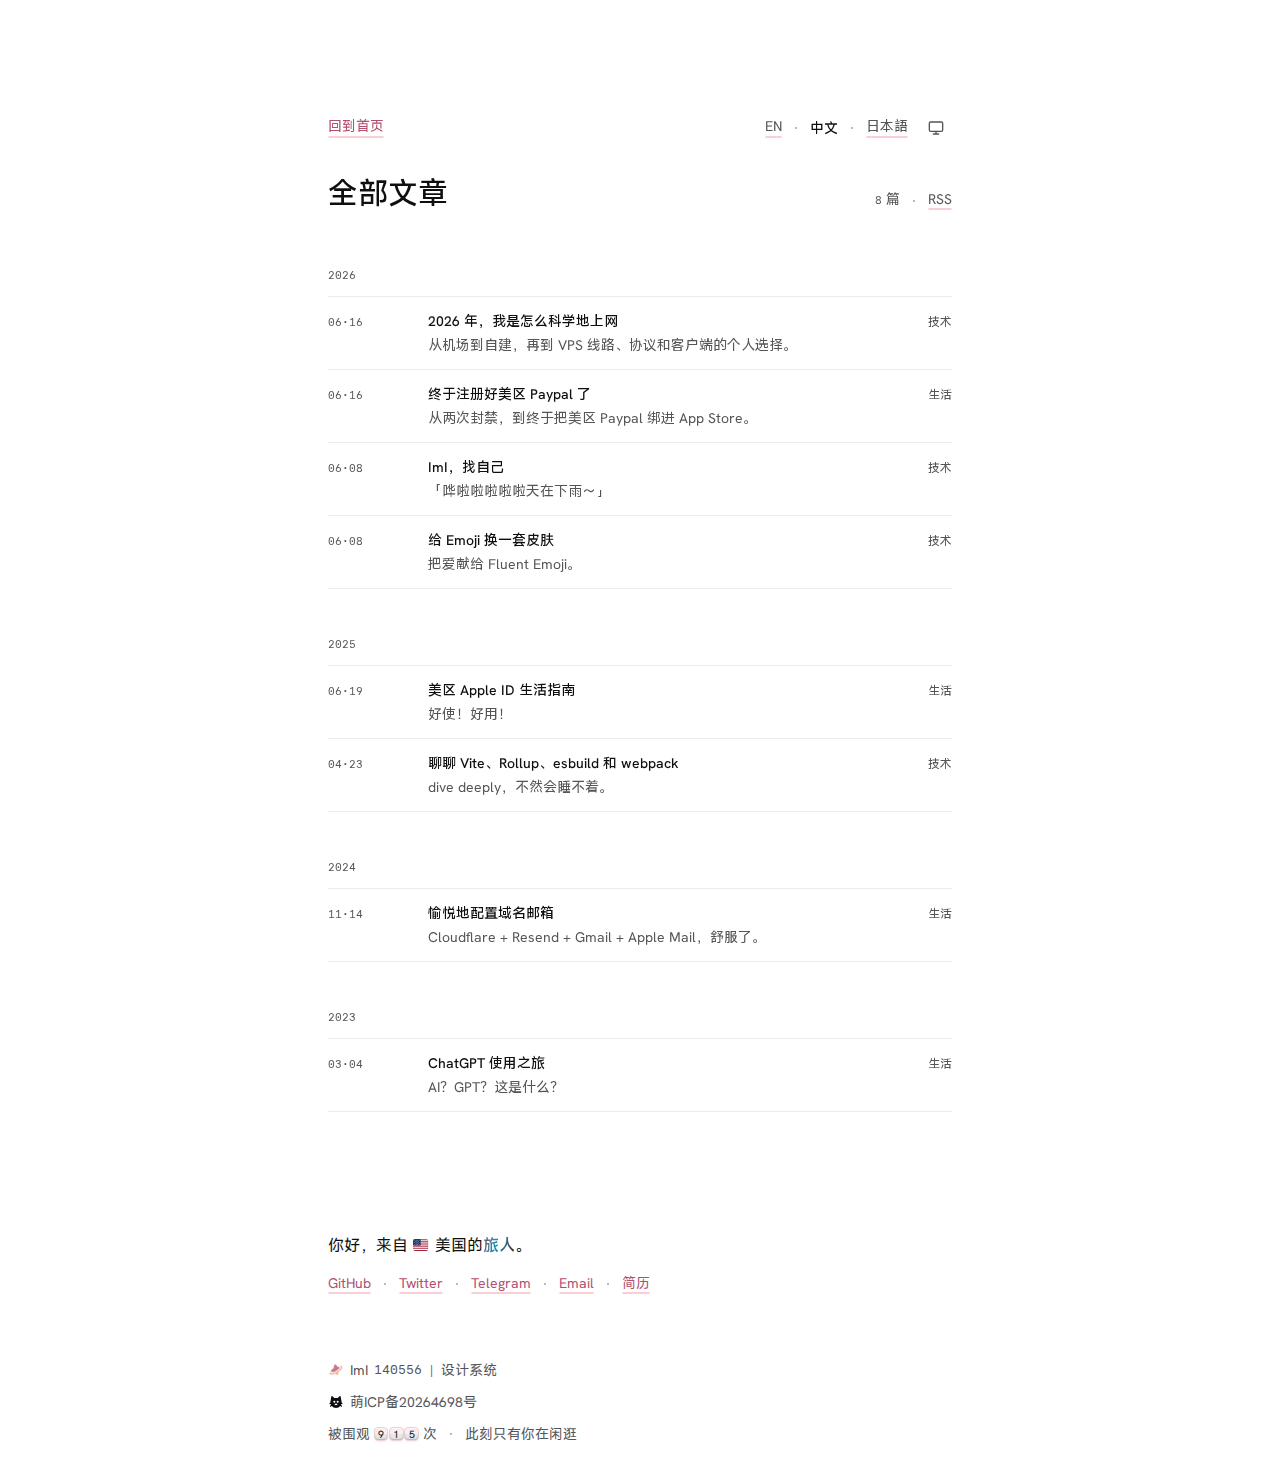 回到首页
EN · 中文 · 日本語
全部文章
8 篇 · RSS
2026
06·16 2026 年，我是怎么科学地上网 技术
从机场到自建，再到 VPS 线路、协议和客户端的个人选择。
06·16 终于注册好美区 Paypal 了 生活
从两次封禁，到终于把美区 Paypal 绑进 App Store。
06·08 ImI，找自己 技术
「哗啦啦啦啦啦天在下雨～」
06·08 给 Emoji 换一套皮肤 技术
把爱献给 Fluent Emoji。
2025
06·19 美区 Apple ID 生活指南 生活
好使！好用！
04·23 聊聊 Vite、Rollup、esbuild 和 webpack 技术
dive deeply，不然会睡不着。
2024
11·14 愉悦地配置域名邮箱 生活
Cloudflare + Resend + Gmail + Apple Mail，舒服了。
2023
03·04 ChatGPT 使用之旅 生活
AI？GPT？这是什么？
你好，来自 🇺🇸 美国的旅人。
GitHub · Twitter · Telegram · Email · 简历
ImI 140556 | 设计系统
萌ICP备20264698号
被围观 915 次 · 此刻只有你在闲逛